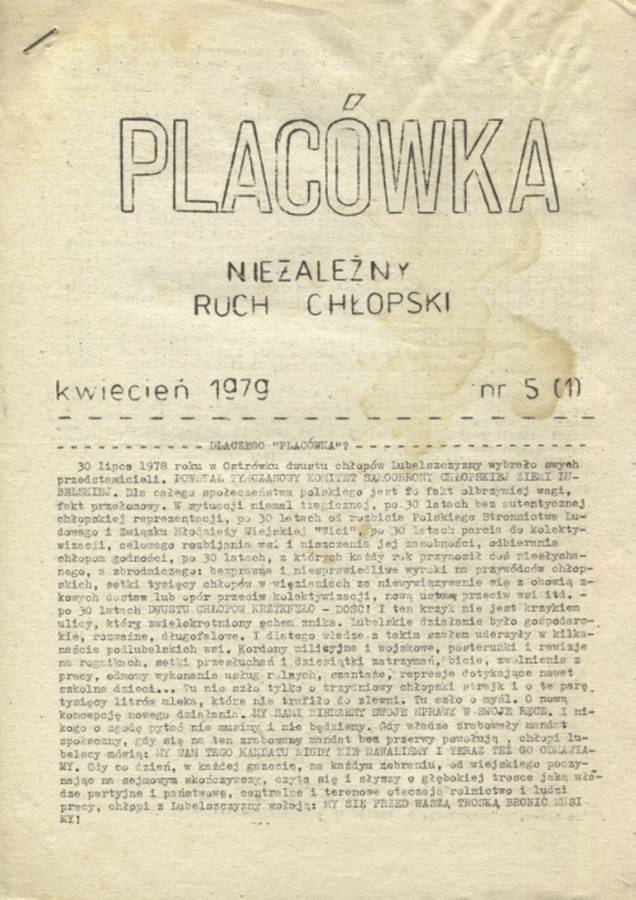 PLACÓWKA
NIEZALEŻNY
RUCH CHŁOPSKI
kwiecień 1979 nr 5 (1)
DLACZEGO "PLACÓWKA"?
30 lipca 1978 roku w Ostrówku dwustu chłopów Lubelszczyzny wybrało swych
przedstawicieli. POWSTAŁ TYMCZASOWY KOMITET SAMOOBRONY CHŁOPSKIEJ ZIEMI LU-
BELSKIEJ. Dla całego społeczeństwa polskiego jest to fakt olbrzymiej wagi,
fakt przełomowy. W sytuacji niemal tragicznej, po 30 latach bez autentycznej
chłopskiej reprezentacji, po 30 latach od rozbicia Polskiego Stronnictwa Lu-
dowego i Związku Młodzieży Wiejskiej "Wici", po 30 latach parcia do kolekty-
wizacji, celowego rozbijania wsi i niszczenia jej zasobności, odbierania
chłopom godności, po 30 latach, z których każdy rok przynosił coś niesłycha-
nego, a zbrodniczego: bezprawne i niesprawiedliwe wyroki na przywódców chłop-
skich, setki tysięcy chłopów w więzieniach za niewywiązywanie się z obowią z-
kowych dostaw lub opór przeciw kolektywizacji, nową ustawę przeciw wsi itd. -
po 30 latach DWUSTU CHŁOPÓW KRZYKNĘŁO - DOŚĆ! I ten krzyk nie jest krzykiem
ulicy, który zwielokrotniony echem znika. Lubelskie działanie było gospodars-
kie, rozważne, długofalowe. I dlatego władze z takim szałem uderzyły w kilka-
naście podlubelskich wsi. Kordony milicyjne i wojskowe, posterunki i rewizje
na rogatkach, setki przesłuchań i dziesiątki zatrzymań, bicie, zwolnienia z
pracy, odmowy wykonania usług rolnych, szantaże, represje dotykające nawet
szkolne dzieci... Tu nie szło tylko o trzydniowy chłopski strajk i o te parę
tysięcy litrów mleka, które nie trafiło do zlewni. Tu szło o myśl. O nową
koncepcję nowego działania. MY SAMI BIERZEMY SWOJE SPRAWY W SWOJE RĘCE. I ni-
kogo o zgodę pytać nie musimy i nie będziemy. Gdy władze zrabowały mandat
społeczny, gdy się na ten zrabowany mandat bez przerwy powołują, chłopi lu-
belscy mówią: MY WAM TEGO MANDATU NIGDY NIE DAWALIŚMY I TERAZ TEŻ GO ODMAWIA-
MY. Gdy co dzień, w każdej gazecie, na każdym zebraniu, od wiejskiego poczy-
nając na sejmowym skończywszy, czyta się i słyszy o głębokiej trosce jaką wła-
dze partyjne i państwowe, centralne i terenowe otaczają rolnictwo i ludzi
pracy, chłopi z Lubelszczyzny wołają: MY SIĘ PRZED WASZĄ TROSKĄ BRONIĆ MUSI-
MY!